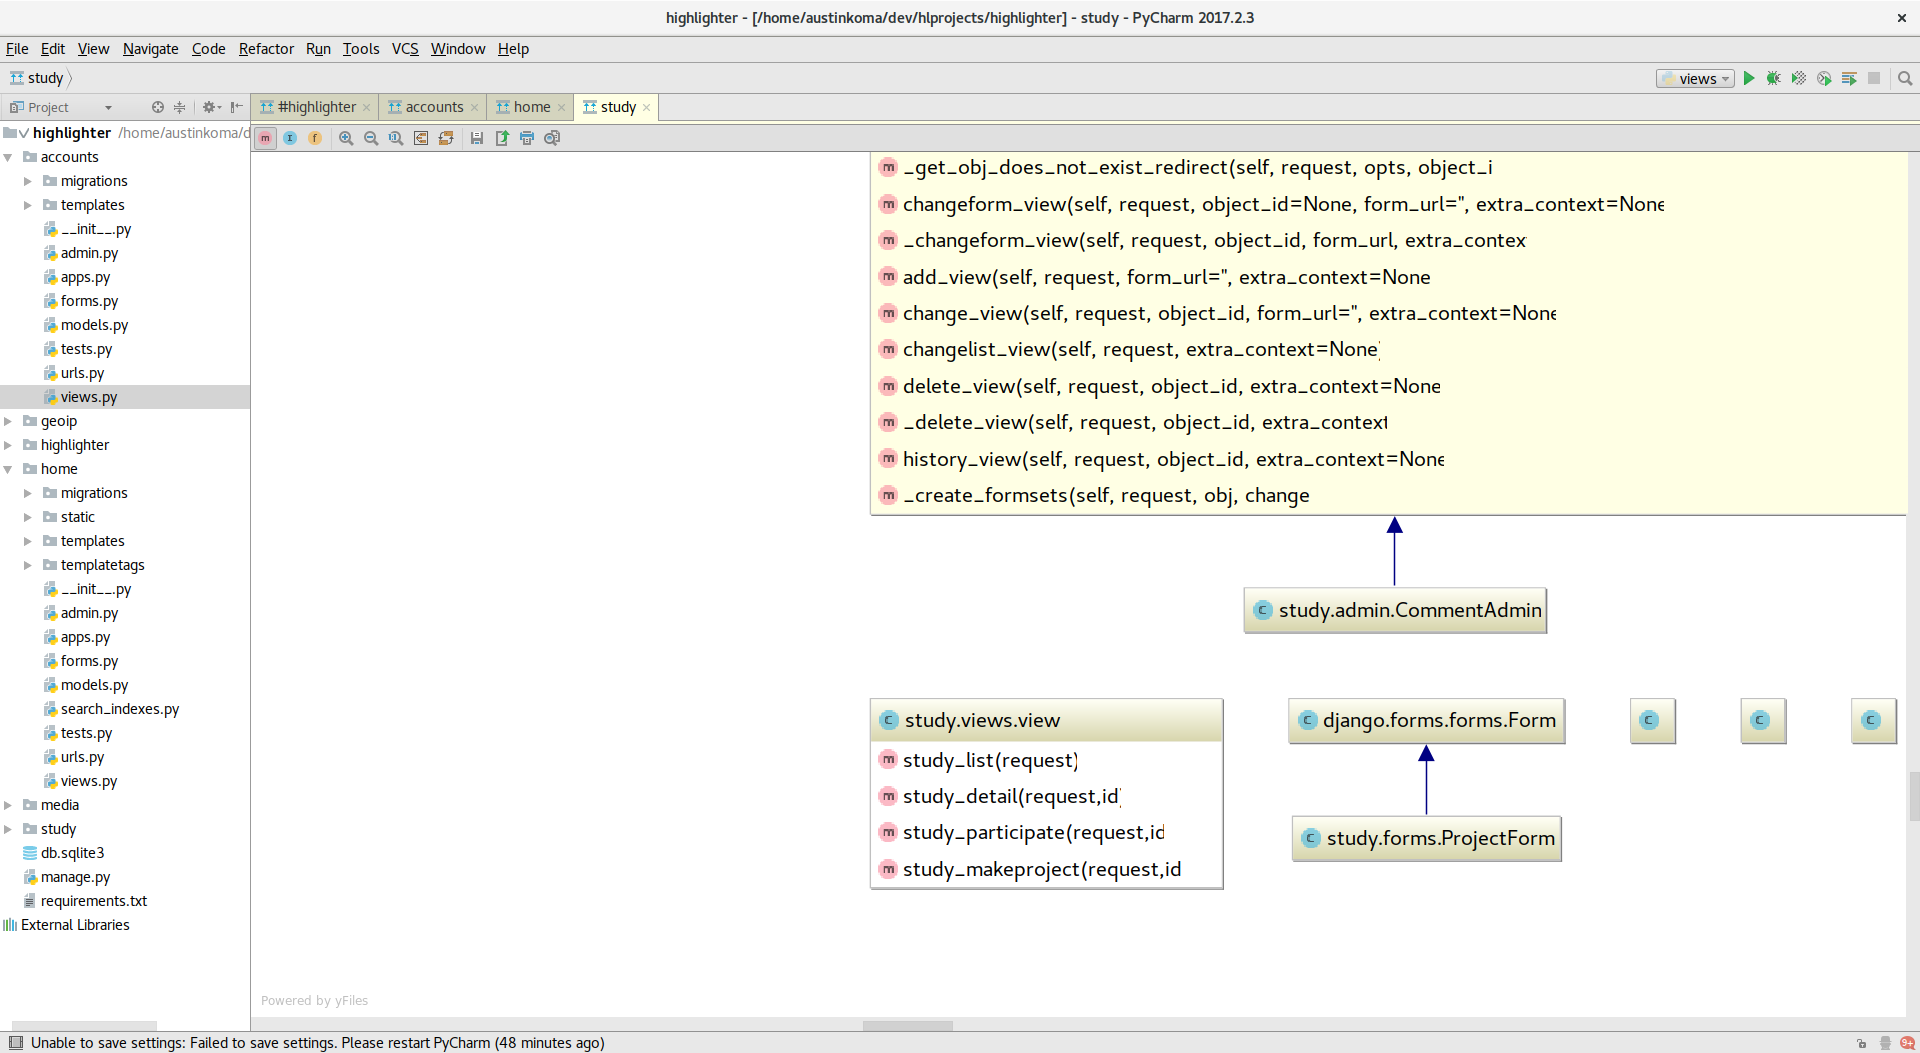 highlighter - [/home/austinkoma/dev/hlprojects/highlighter] - study - PyCharm 2017.2.3
File Edit View Navigate Code Refactor Run Tools VCS Window Help
study
views
Project
#highlighter
accounts
home
study
highlighter /home/austinkoma/d
accounts
migrations
templates
__init__.py
admin.py
apps.py
forms.py
models.py
tests.py
urls.py
views.py
geoip
highlighter
home
migrations
static
templates
templatetags
__init__.py
admin.py
apps.py
forms.py
models.py
search_indexes.py
tests.py
urls.py
views.py
media
study
db.sqlite3
manage.py
requirements.txt
External Libraries
m I f
m _get_obj_does_not_exist_redirect(self, request, opts, object_i
m changeform_view(self, request, object_id=None, form_url='', extra_context=None
m _changeform_view(self, request, object_id, form_url, extra_contex
m add_view(self, request, form_url='', extra_context=None
m change_view(self, request, object_id, form_url='', extra_context=None
m changelist_view(self, request, extra_context=None)
m delete_view(self, request, object_id, extra_context=None
m _delete_view(self, request, object_id, extra_context
m history_view(self, request, object_id, extra_context=None
m _create_formsets(self, request, obj, change
C study.admin.CommentAdmin
C study.views.view
m study_list(request)
m study_detail(request,id)
m study_participate(request,id
m study_makeproject(request,id
C django.forms.forms.Form
C study.forms.ProjectForm
C
C
C
Powered by yFiles
Unable to save settings: Failed to save settings. Please restart PyCharm (48 minutes ago)
9+